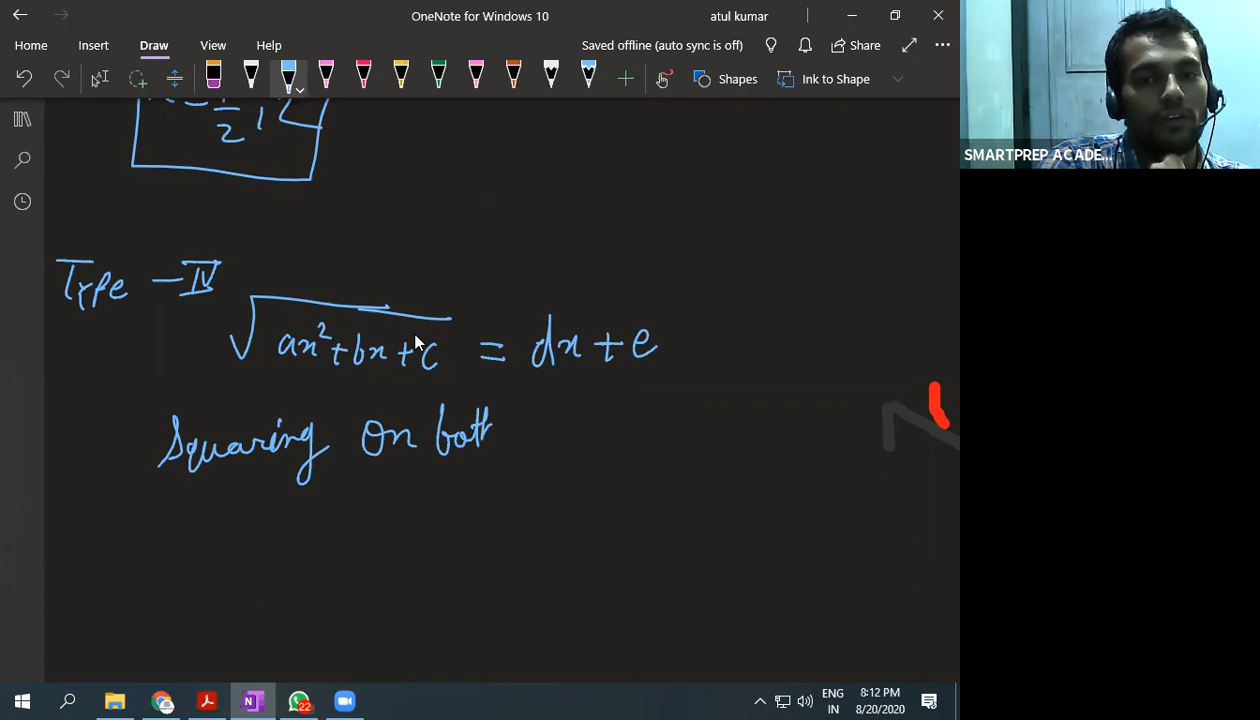 OneNote for Windows 10
atul kumar
Home Insert Draw View Help
Saved offline (auto sync is off)
Share
Shapes
Ink to Shape
SMARTPREP ACADE...
2
Type - IV
√ax²+bx+c = dx+e
Squaring on both
22
ENG
IN
8:12 PM
8/20/2020